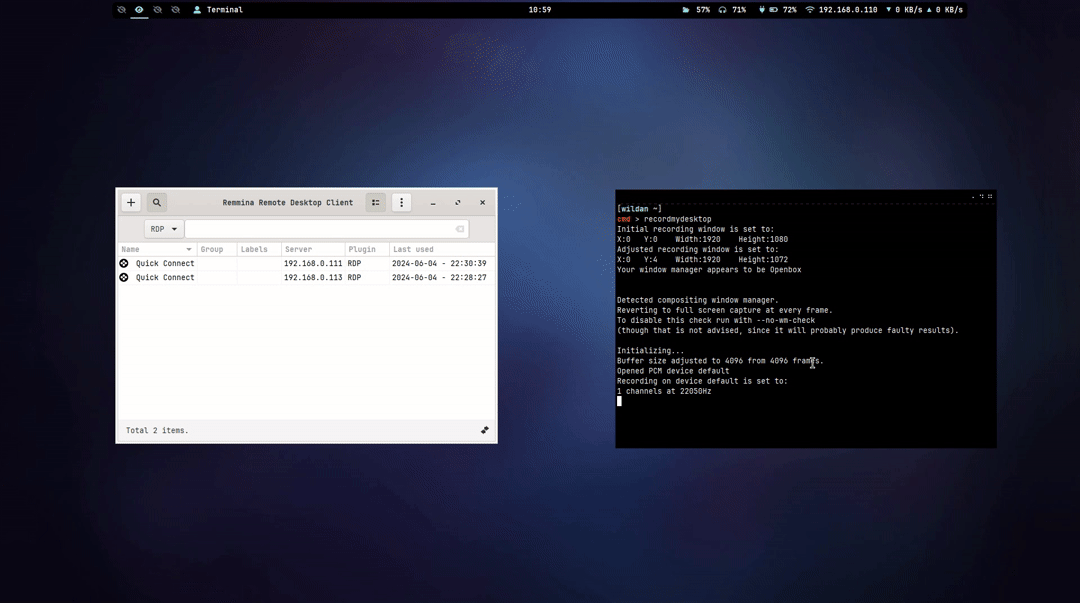 Terminal
10:59
57% 71% 72% 192.168.0.110 ▼ 0 KB/s ▲ 0 KB/s
Remmina Remote Desktop Client
RDP
Name Group Labels Server Plugin Last used
Quick Connect 192.168.0.111 RDP 2024-06-04 - 22:30:39
Quick Connect 192.168.0.113 RDP 2024-06-04 - 22:28:27
Total 2 items.
[wildan ~]
cmd > recordmydesktop
Initial recording window is set to:
X:0 Y:0 Width:1920 Height:1080
Adjusted recording window is set to:
X:0 Y:4 Width:1920 Height:1072
Your window manager appears to be Openbox
Detected compositing window manager.
Reverting to full screen capture at every frame.
To disable this check run with --no-wm-check
(though that is not advised, since it will probably produce faulty results).
Initializing...
Buffer size adjusted to 4096 from 4096 frames.
Opened PCM device default
Recording on device default is set to:
1 channels at 22050Hz